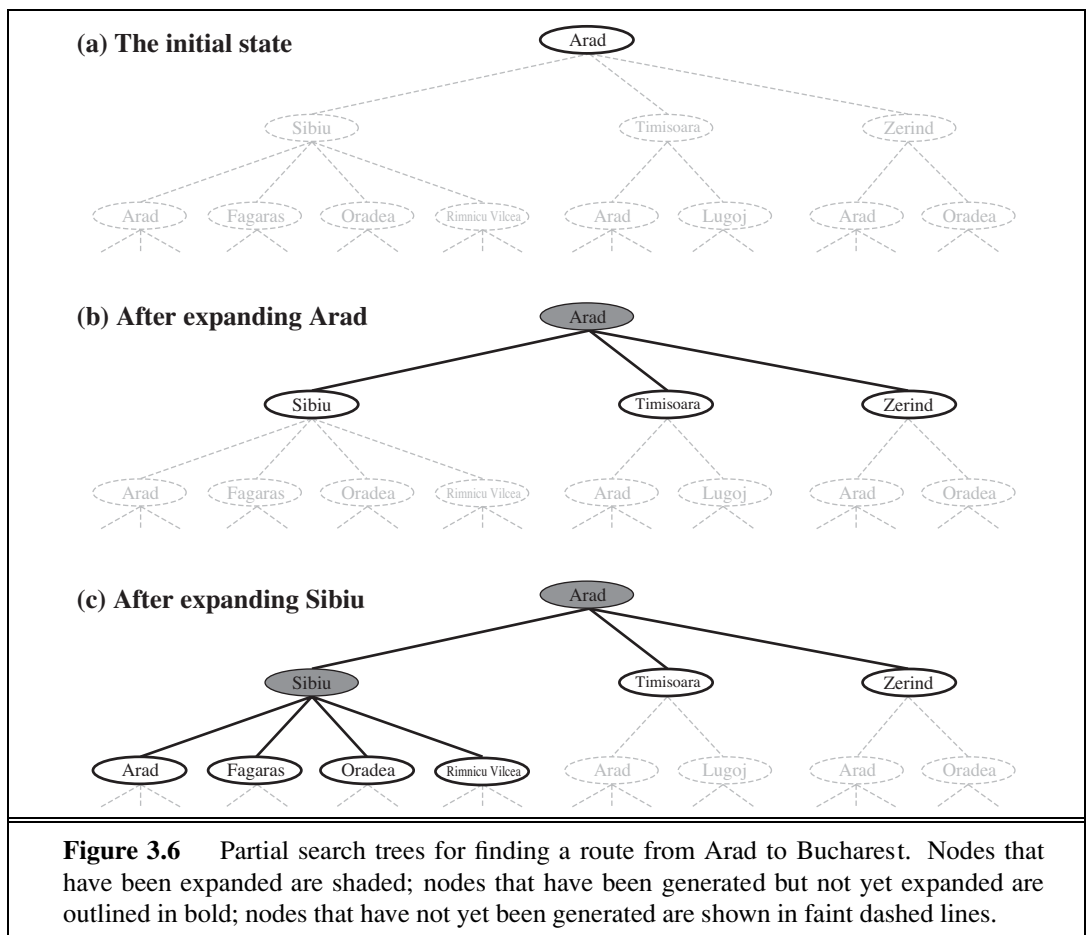 (a) The initial state
Arad
Sibiu Timisoara Zerind
Arad Fagaras Oradea Rimnicu Vilcea Arad Lugoj Arad Oradea
(b) After expanding Arad
Arad
Sibiu Timisoara Zerind
Arad Fagaras Oradea Rimnicu Vilcea Arad Lugoj Arad Oradea
(c) After expanding Sibiu
Arad
Sibiu Timisoara Zerind
Arad Fagaras Oradea Rimnicu Vilcea Arad Lugoj Arad Oradea
Figure 3.6 Partial search trees for finding a route from Arad to Bucharest. Nodes that
have been expanded are shaded; nodes that have been generated but not yet expanded are
outlined in bold; nodes that have not yet been generated are shown in faint dashed lines.